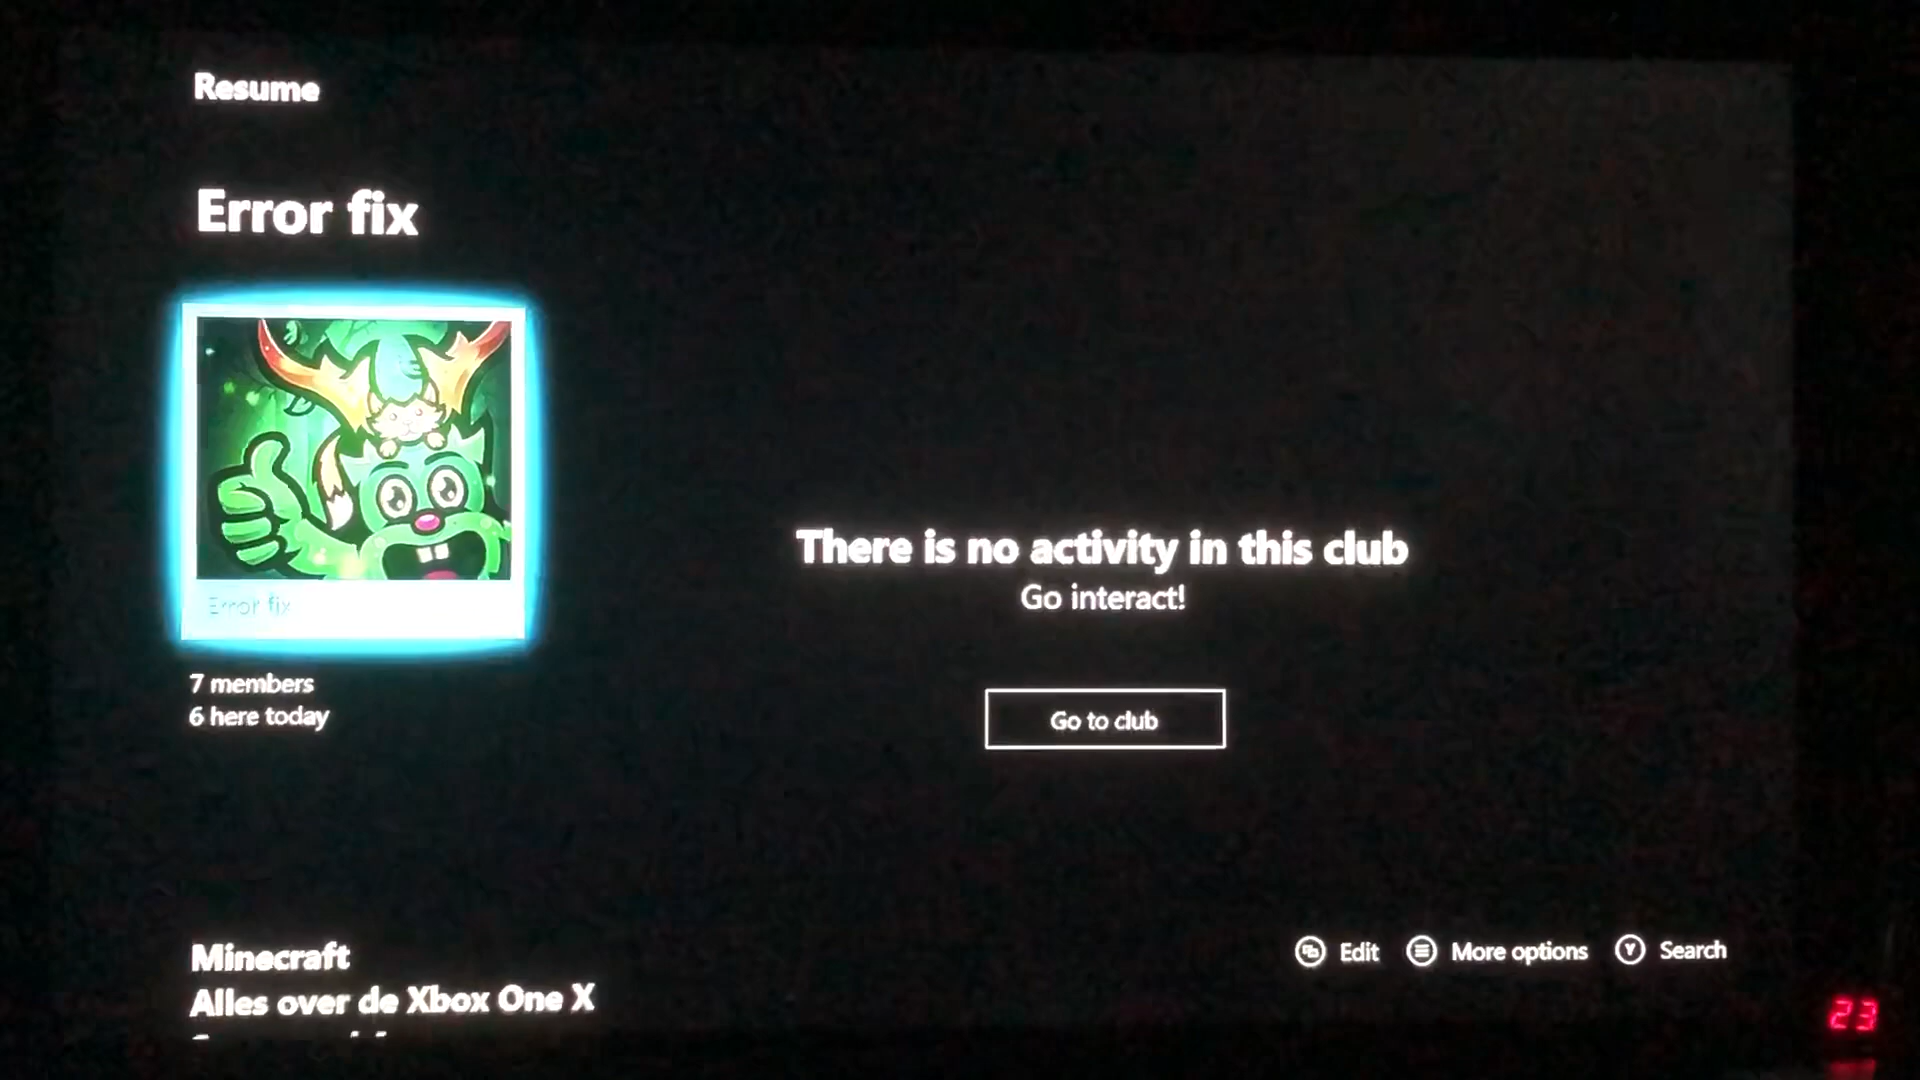 Resume
Error fix
Error fix
7 members
6 here today
There is no activity in this club
Go interact!
Go to club
Minecraft
Alles over de Xbox One X
Edit
More options
Y Search
23